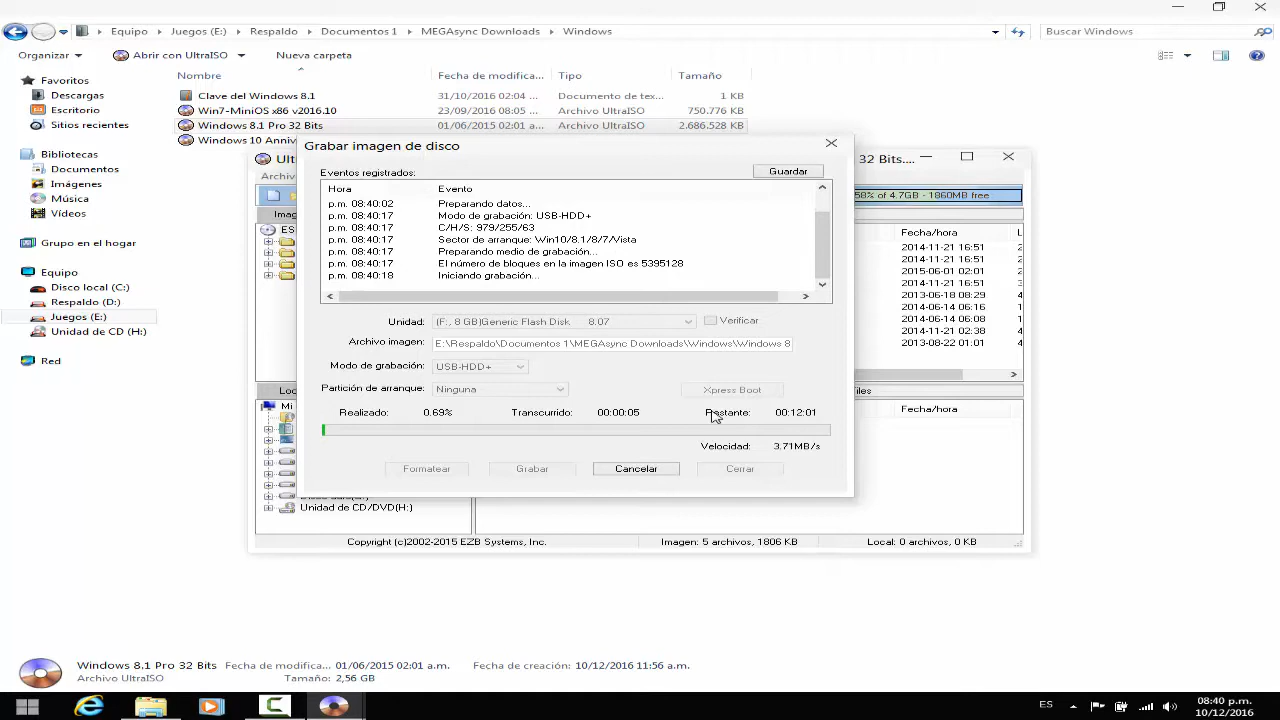 Equipo ▸ Juegos (E:) ▸ Respaldo ▸ Documentos 1 ▸ MEGAsync Downloads ▸ Windows
Buscar Windows
Organizar
Abrir con UltraISO
Nueva carpeta
Nombre Fecha de modifica... Tipo Tamaño
Favoritos
Descargas
Escritorio
Sitios recientes
Bibliotecas
Documentos
Imágenes
Música
Vídeos
Grupo en el hogar
Equipo
Disco local (C:)
Respaldo (D:)
Juegos (E:)
Unidad de CD (H:)
Red
Clave del Windows 8.1 31/10/2016 02:04 ... Documento de tex... 1 KB
Win7-MiniOS x86 v2016.10 23/09/2016 08:05 ... Archivo UltraISO 750.776 KB
Windows 8.1 Pro 32 Bits 01/06/2015 02:01 a... Archivo UltraISO 2.686.528 KB
Windows 10 Anniv
32 Bits....
Archi
58% of 4.7GB - 1860MB free
Imag
ES
Fecha/hora
2014-11-21 16:51
2014-11-21 16:51
2015-06-01 02:01
2014-11-21 16:51
2013-06-18 08:29
2014-06-14 06:16
2014-06-14 06:08
2014-11-21 02:38
2013-08-22 01:01
Loc
Files
Mi
Fecha/hora
Unidad de CD/DVD(H:)
Copyright (c)2002-2015 EZB Systems, Inc.
Imagen: 5 archivos, 1806 KB
Local: 0 archivos, 0 KB
Grabar imagen de disco
Eventos registrados:
Guardar
Hora Evento
p.m. 08:40:02 Preparando datos...
p.m. 08:40:17 Modo de grabación: USB-HDD+
p.m. 08:40:17 C/H/S: 979/255/63
p.m. 08:40:17 Sector de arranque: Win10/8.1/8/7/Vista
p.m. 08:40:17 Preparando medio de grabación...
p.m. 08:40:17 El número de bloques en la imagen ISO es 5395128
p.m. 08:40:18 Iniciando grabación...
Unidad: (F:, 8 GB)Generic Flash Disk 8.07 Verificar
Archivo imagen: E:\Respaldo\Documentos 1\MEGAsync Downloads\Windows\Windows 8
Modo de grabación: USB-HDD+
Partición de arranque: Ninguna Xpress Boot
Realizado: 0.69% Transcurrido: 00:00:05 Restante: 00:12:01
Velocidad: 3.71MB/s
Formatear Grabar Cancelar Cerrar
Windows 8.1 Pro 32 Bits Fecha de modifica... 01/06/2015 02:01 a.m. Fecha de creación: 10/12/2016 11:56 a.m.
Archivo UltraISO Tamaño: 2,56 GB
ES
08:40 p.m.
10/12/2016